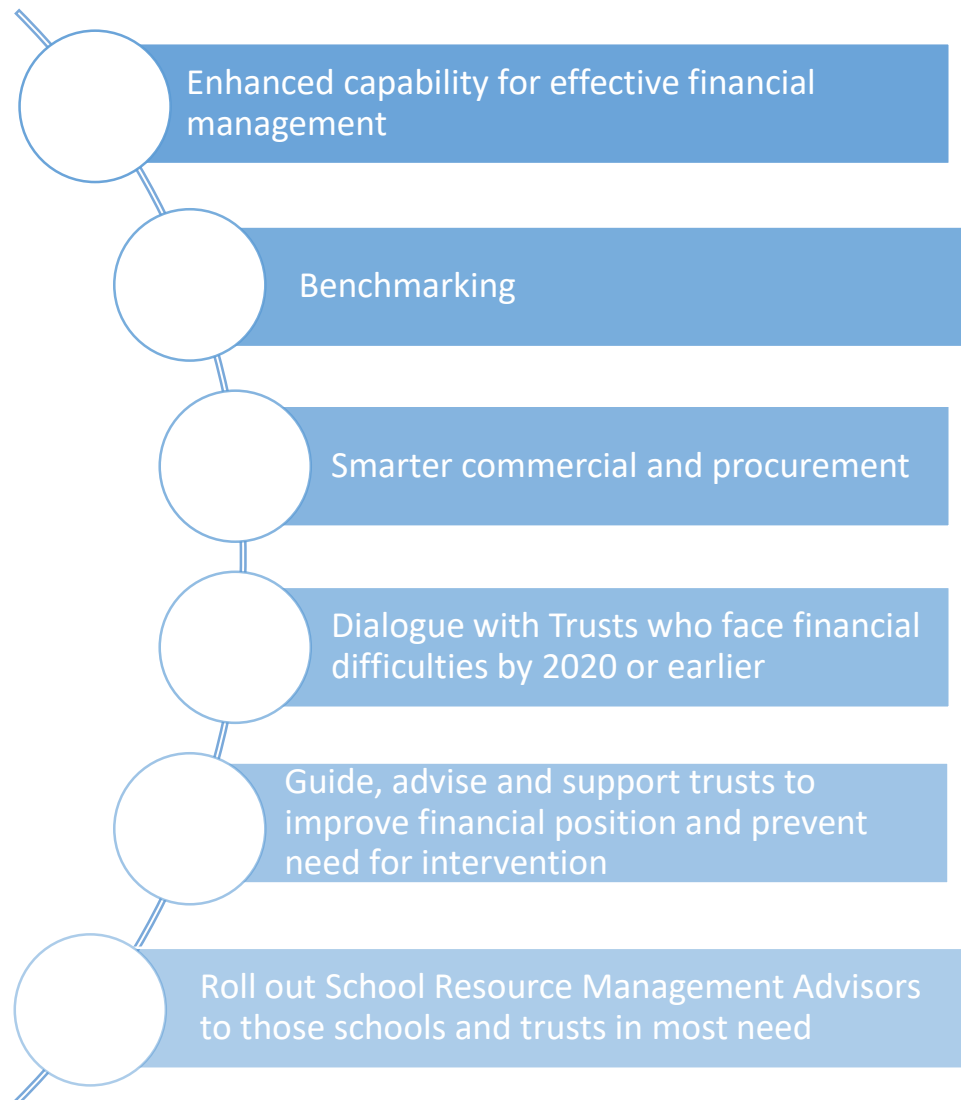 Enhanced capability for effective financial
management
Benchmarking
Smarter commercial and procurement
Dialogue with Trusts who face financial
difficulties by 2020 or earlier
Guide, advise and support trusts to
improve financial position and prevent
need for intervention
Roll out School Resource Management Advisors
to those schools and trusts in most need